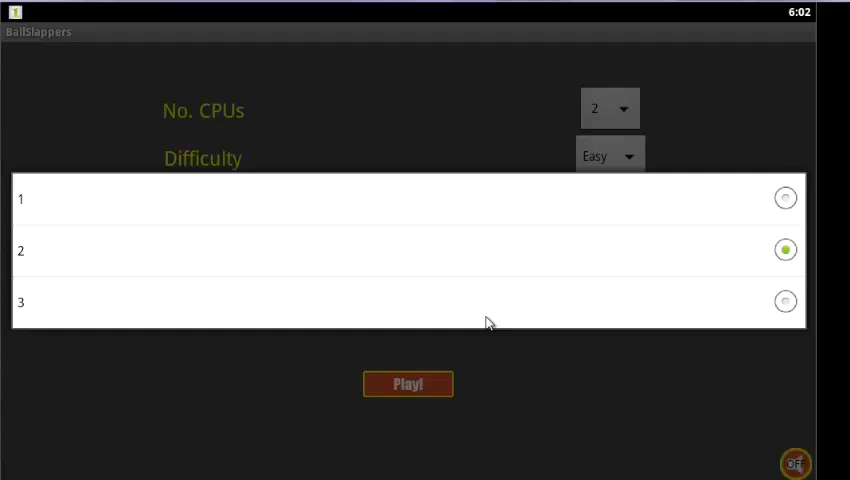 6:02
BallSlappers
No. CPUs
2
Difficulty
Easy
1
2
3
Play!
OFF